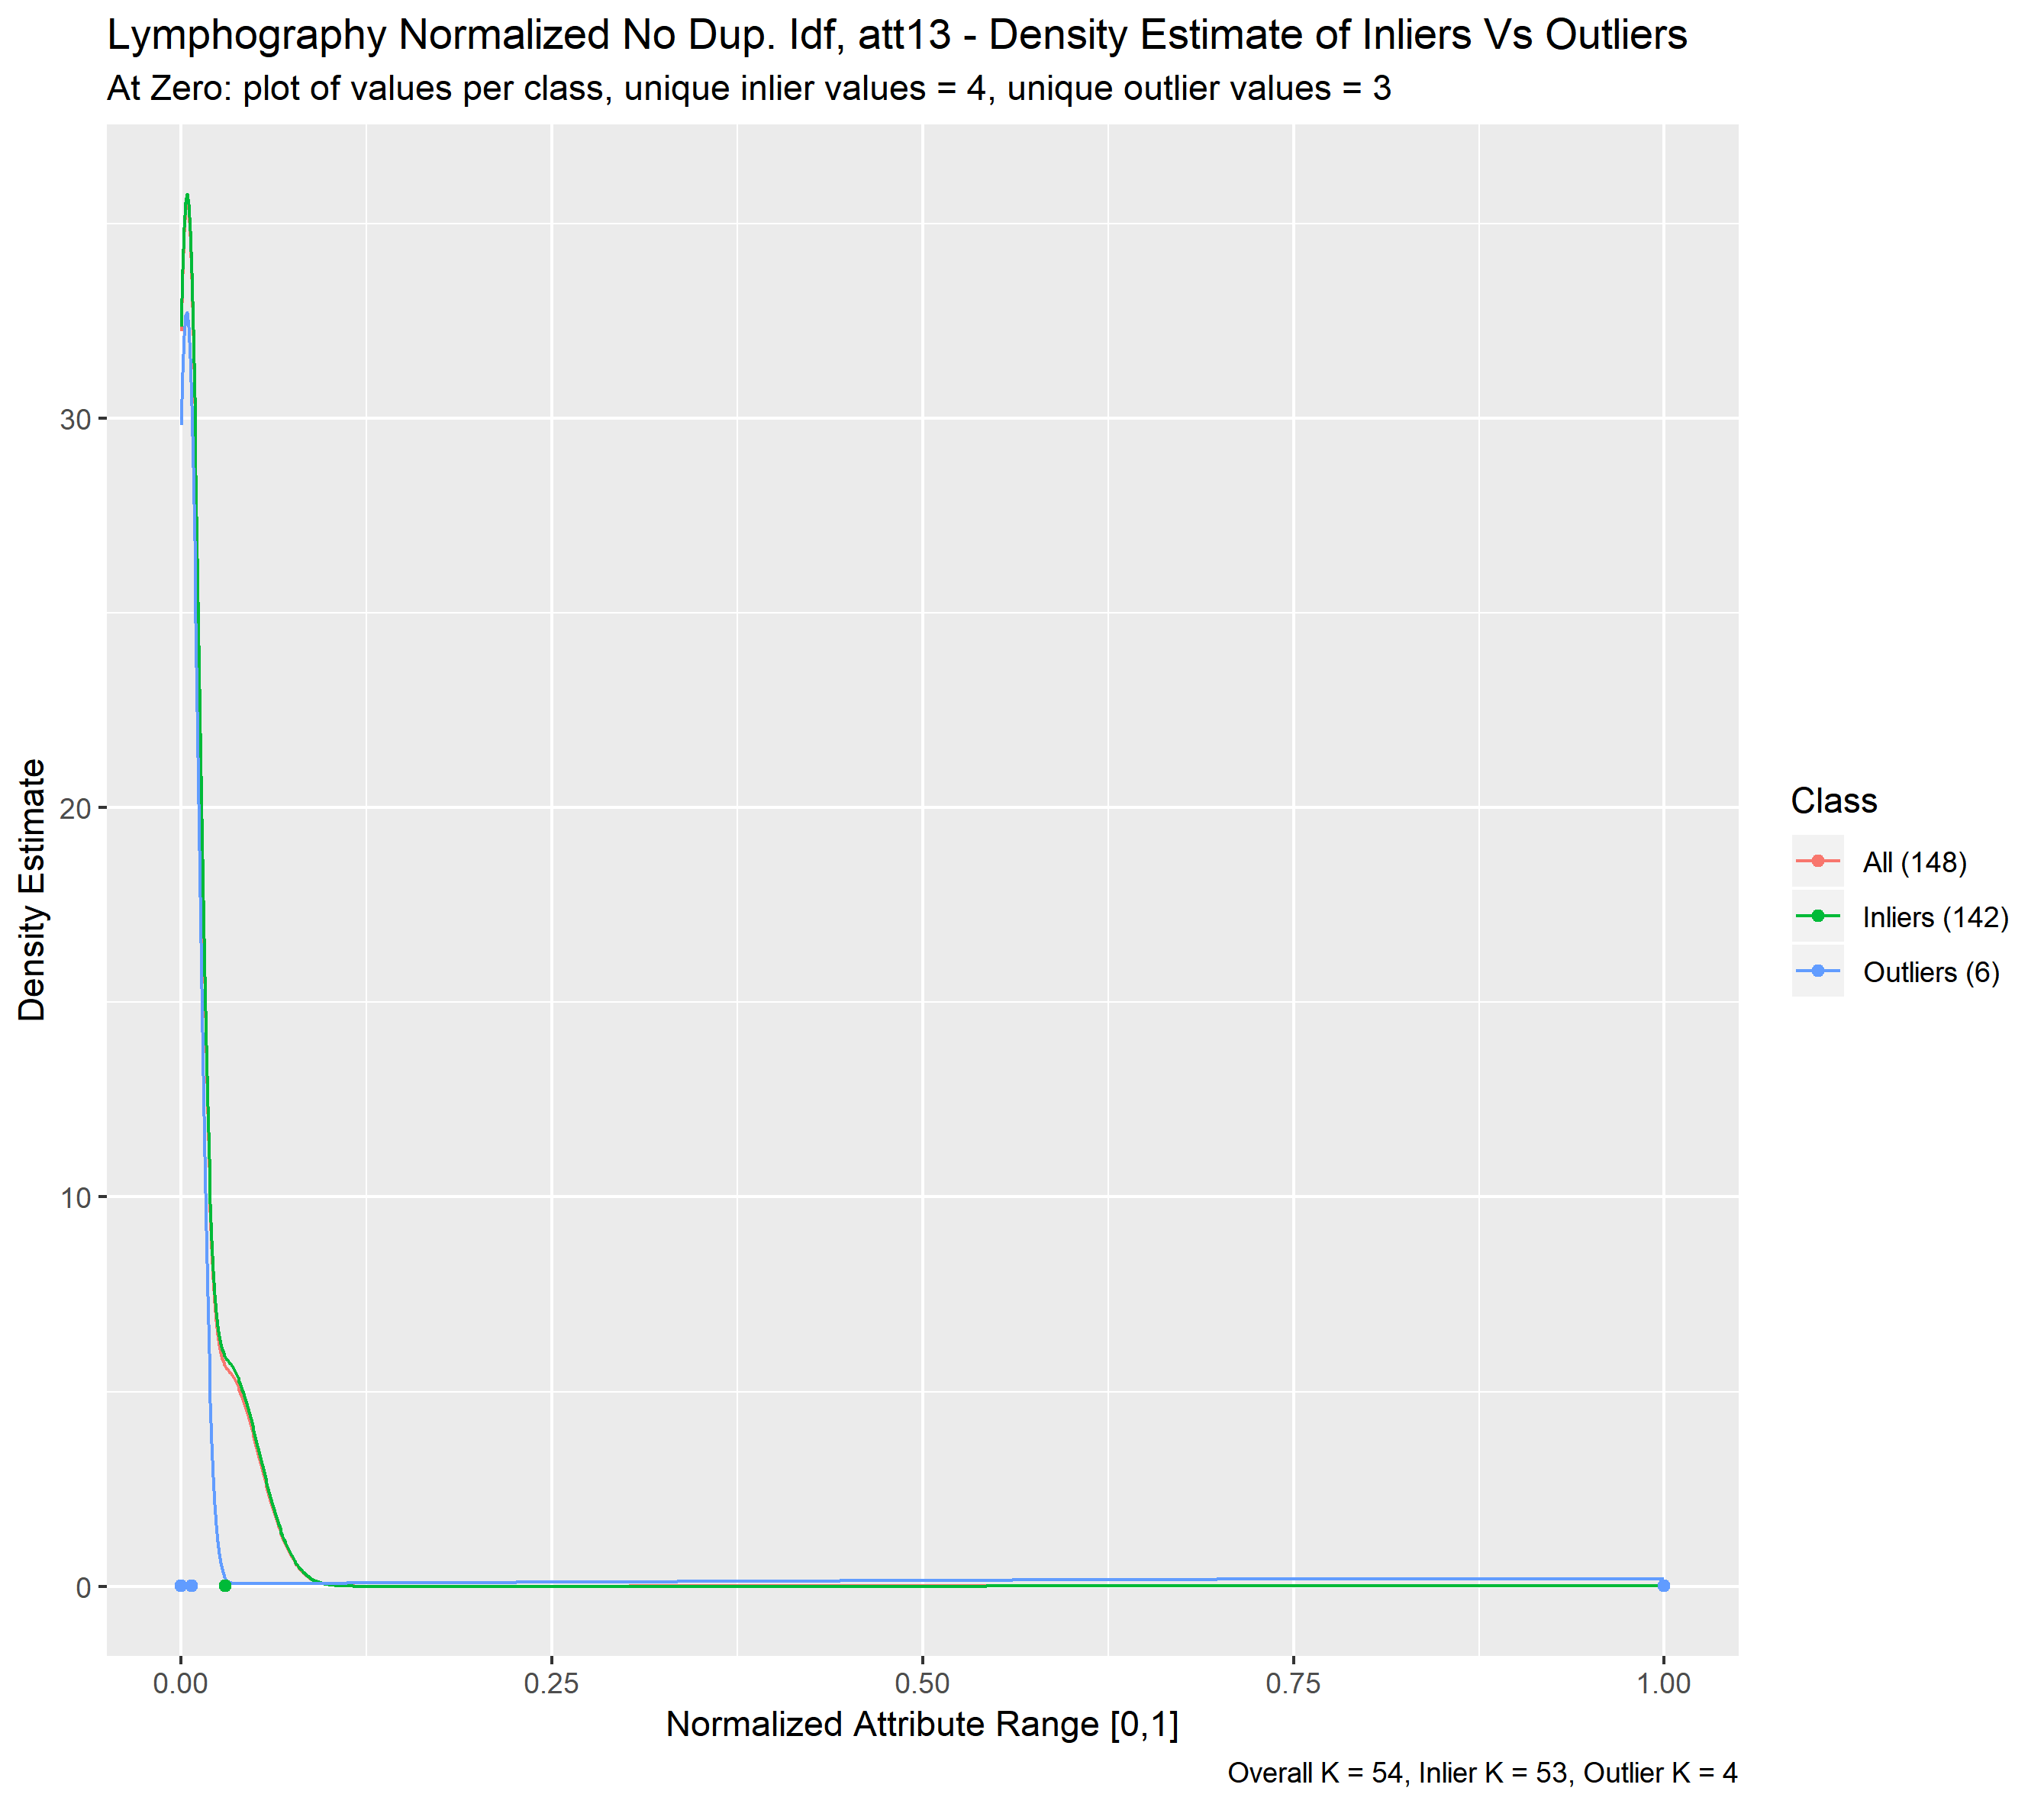 Lymphography Normalized No Dup. Idf, att13 - Density Estimate of Inliers Vs Outliers
At Zero: plot of values per class, unique inlier values = 4, unique outlier values = 3
Density Estimate
30
20
10
0
0.00 0.25 0.50 0.75 1.00
Normalized Attribute Range [0,1]
Overall K = 54, Inlier K = 53, Outlier K = 4
Class
All (148)
Inliers (142)
Outliers (6)